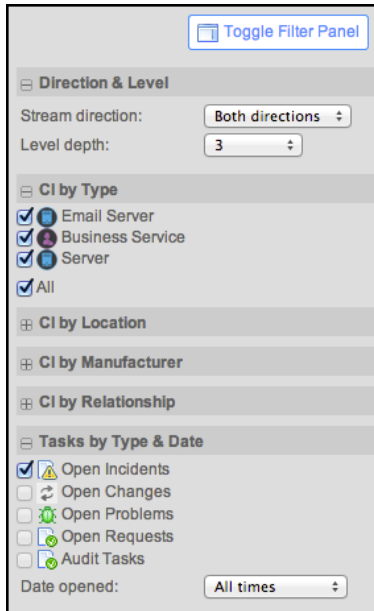 Toggle Filter Panel
Direction & Level
Stream direction: Both directions
Level depth: 3
CI by Type
Email Server
Business Service
Server
All
CI by Location
CI by Manufacturer
CI by Relationship
Tasks by Type & Date
Open Incidents
Open Changes
Open Problems
Open Requests
Audit Tasks
Date opened: All times